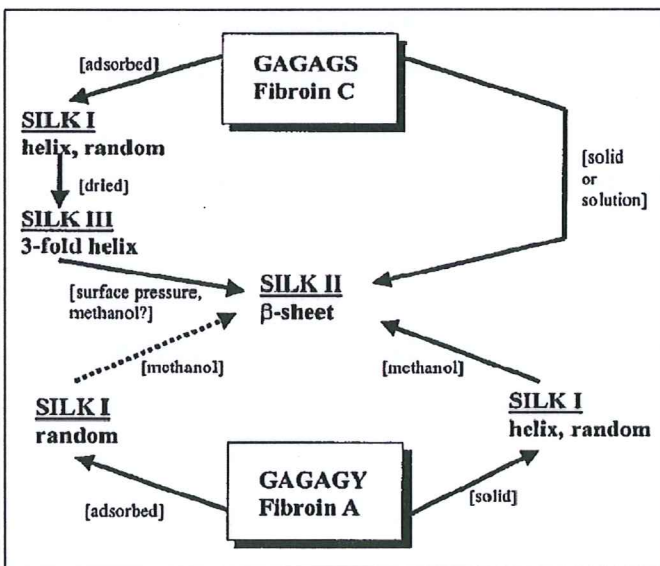 GAGAGS
Fibroin C
[adsorbed]
SILK I
helix, random
[dried]
SILK III
3-fold helix
[surface pressure,
methanol?]
[solid
or
solution]
SILK II
β-sheet
[methanol]
[methanol]
SILK I
random
SILK I
helix, random
GAGAGY
Fibroin A
[adsorbed]
[solid]